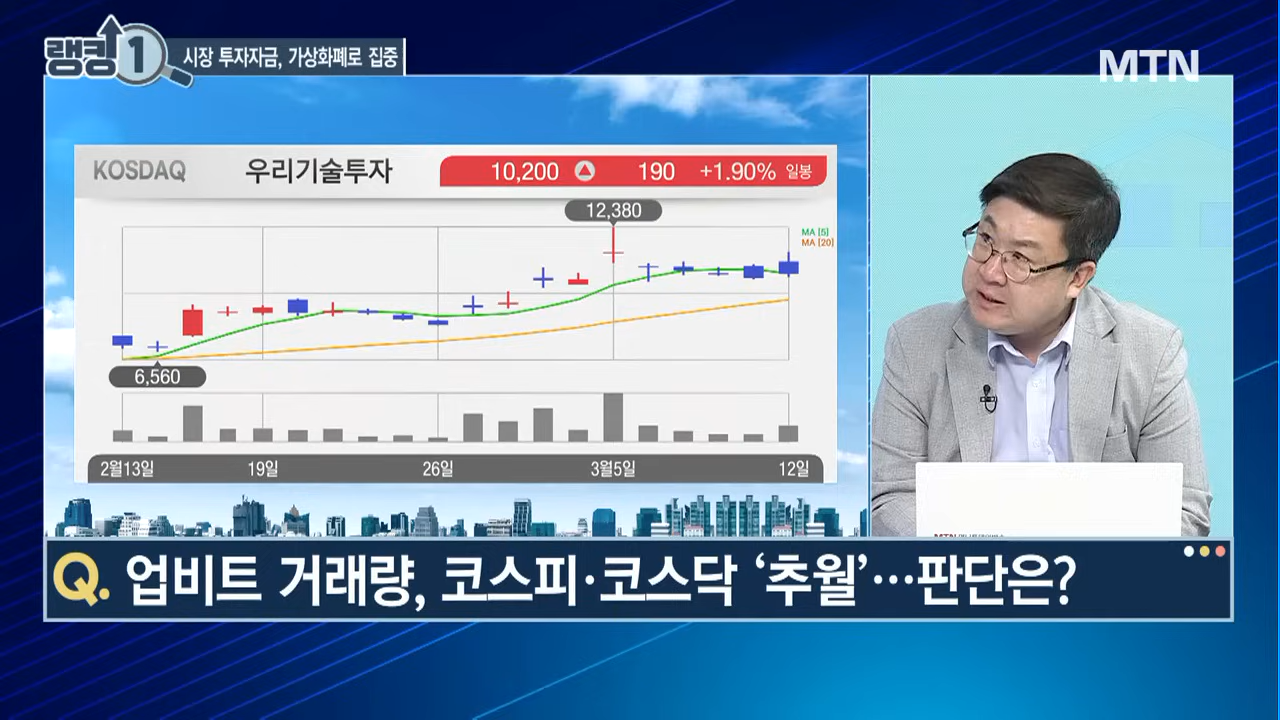 랭킹1
시장 투자자금, 가상화폐로 집중
MTN
KOSDAQ 우리기술투자 10,200 190 +1.90% 일봉
12,380
MA [5]
MA [20]
6,560
2월13일 19일 26일 3월5일 12일
MTN
Q. 업비트 거래량, 코스피·코스닥 ‘추월’…판단은?